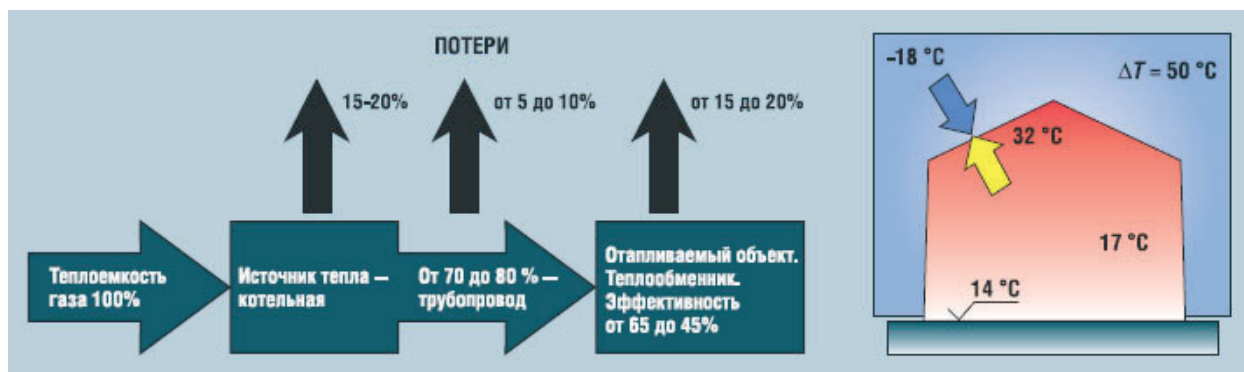 ПОТЕРИ
15-20%
от 5 до 10%
от 15 до 20%
Теплоемкость
газа 100%
Источник тепла —
котельная
От 70 до 80 % —
трубопровод
Отапливаемый объект.
Теплообменник.
Эффективность
от 65 до 45%
–18 °C
ΔT = 50 °C
32 °C
17 °C
14 °C